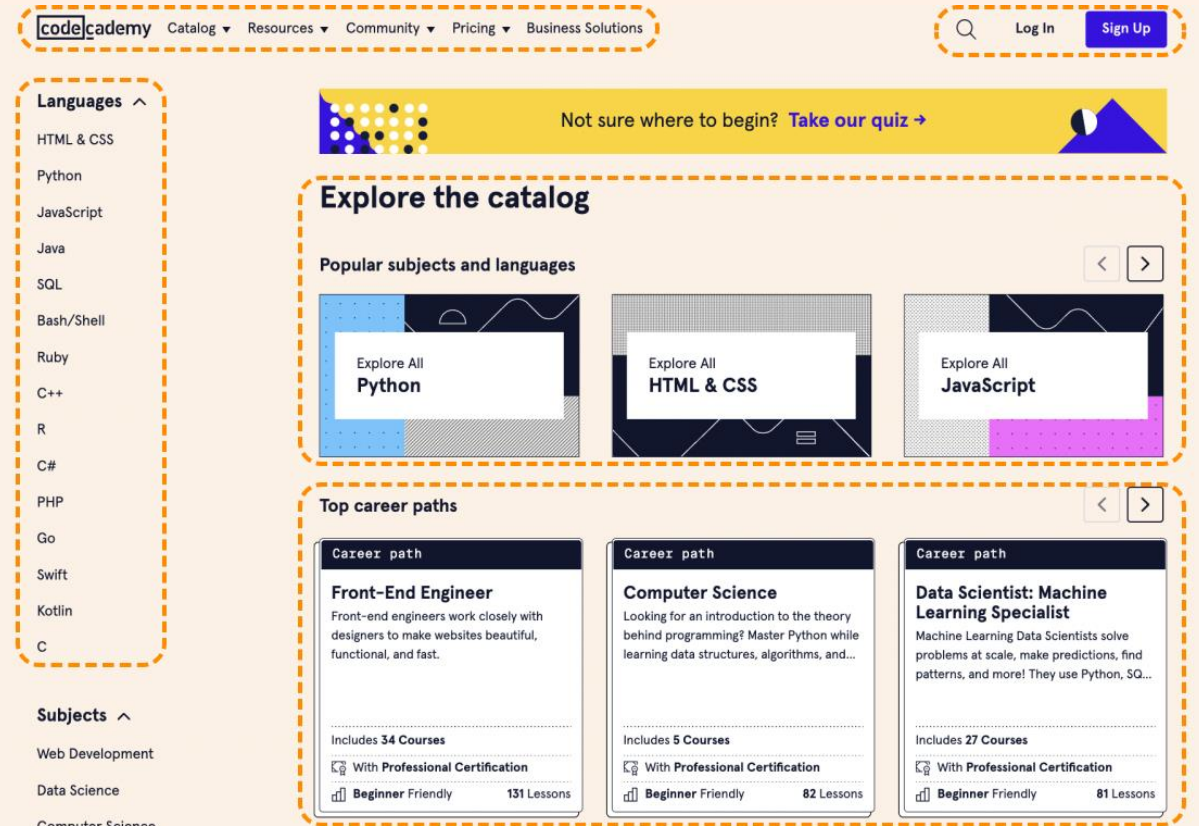 codecademy Catalog Resources Community Pricing Business Solutions Log In Sign Up
Languages
HTML & CSS
Python
JavaScript
Java
SQL
Bash/Shell
Ruby
C++
R
C#
PHP
Go
Swift
Kotlin
C
Subjects
Web Development
Data Science
Computer Science
Not sure where to begin? Take our quiz →
Explore the catalog
Popular subjects and languages
Explore All
Python
Explore All
HTML & CSS
Explore All
JavaScript
Top career paths
Career path
Front-End Engineer
Front-end engineers work closely with
designers to make websites beautiful,
functional, and fast.
Includes 34 Courses
With Professional Certification
Beginner Friendly 131 Lessons
Career path
Computer Science
Looking for an introduction to the theory
behind programming? Master Python while
learning data structures, algorithms, and...
Includes 5 Courses
With Professional Certification
Beginner Friendly 82 Lessons
Career path
Data Scientist: Machine
Learning Specialist
Machine Learning Data Scientists solve
problems at scale, make predictions, find
patterns, and more! They use Python, SQ...
Includes 27 Courses
With Professional Certification
Beginner Friendly 81 Lessons